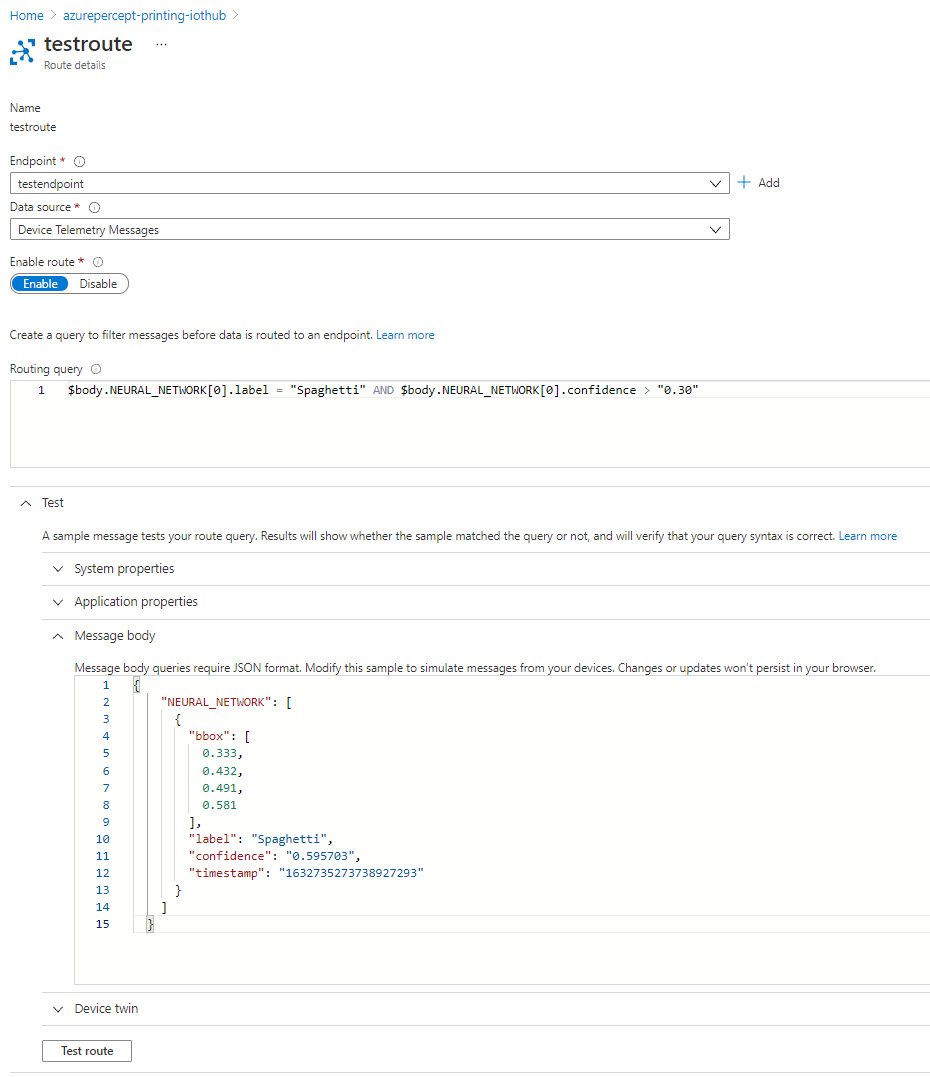 Home > azurepercept-printing-iothub >
testroute ...
Route details
Name
testroute
Endpoint *
testendpoint
+ Add
Data source *
Device Telemetry Messages
Enable route *
Enable Disable
Create a query to filter messages before data is routed to an endpoint. Learn more
Routing query
1 $body.NEURAL_NETWORK[0].label = "Spaghetti" AND $body.NEURAL_NETWORK[0].confidence > "0.30"
Test
A sample message tests your route query. Results will show whether the sample matched the query or not, and will verify that your query syntax is correct. Learn more
System properties
Application properties
Message body
Message body queries require JSON format. Modify this sample to simulate messages from your devices. Changes or updates won't persist in your browser.
1 {
2 "NEURAL_NETWORK": [
3 {
4 "bbox": [
5 0.333,
6 0.432,
7 0.491,
8 0.581
9 ],
10 "label": "Spaghetti",
11 "confidence": "0.595703",
12 "timestamp": "1632735273738927293"
13 }
14 ]
15 }
Device twin
Test route